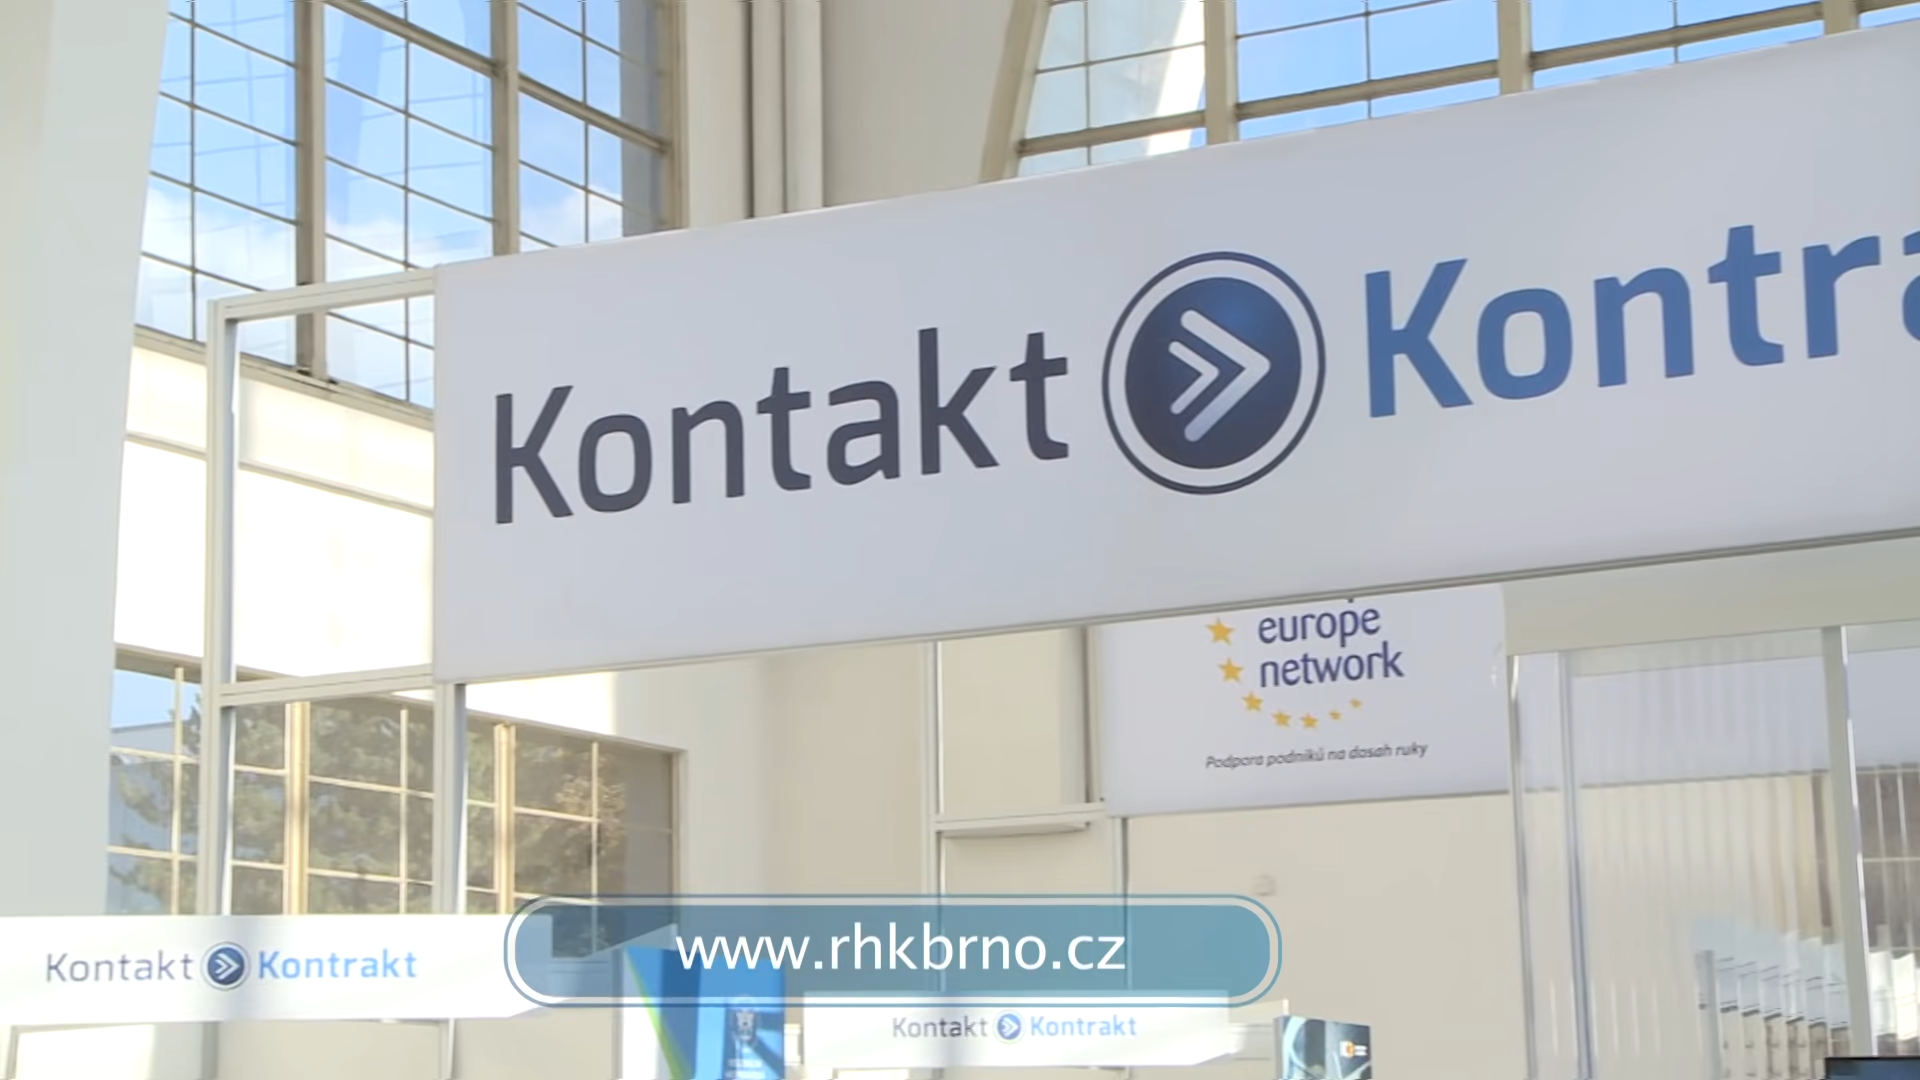 Kontakt Kontra
europe
network
Podpora podniků na dosah ruky
www.rhkbrno.cz
Kontakt Kontrakt
Kontakt Kontrakt